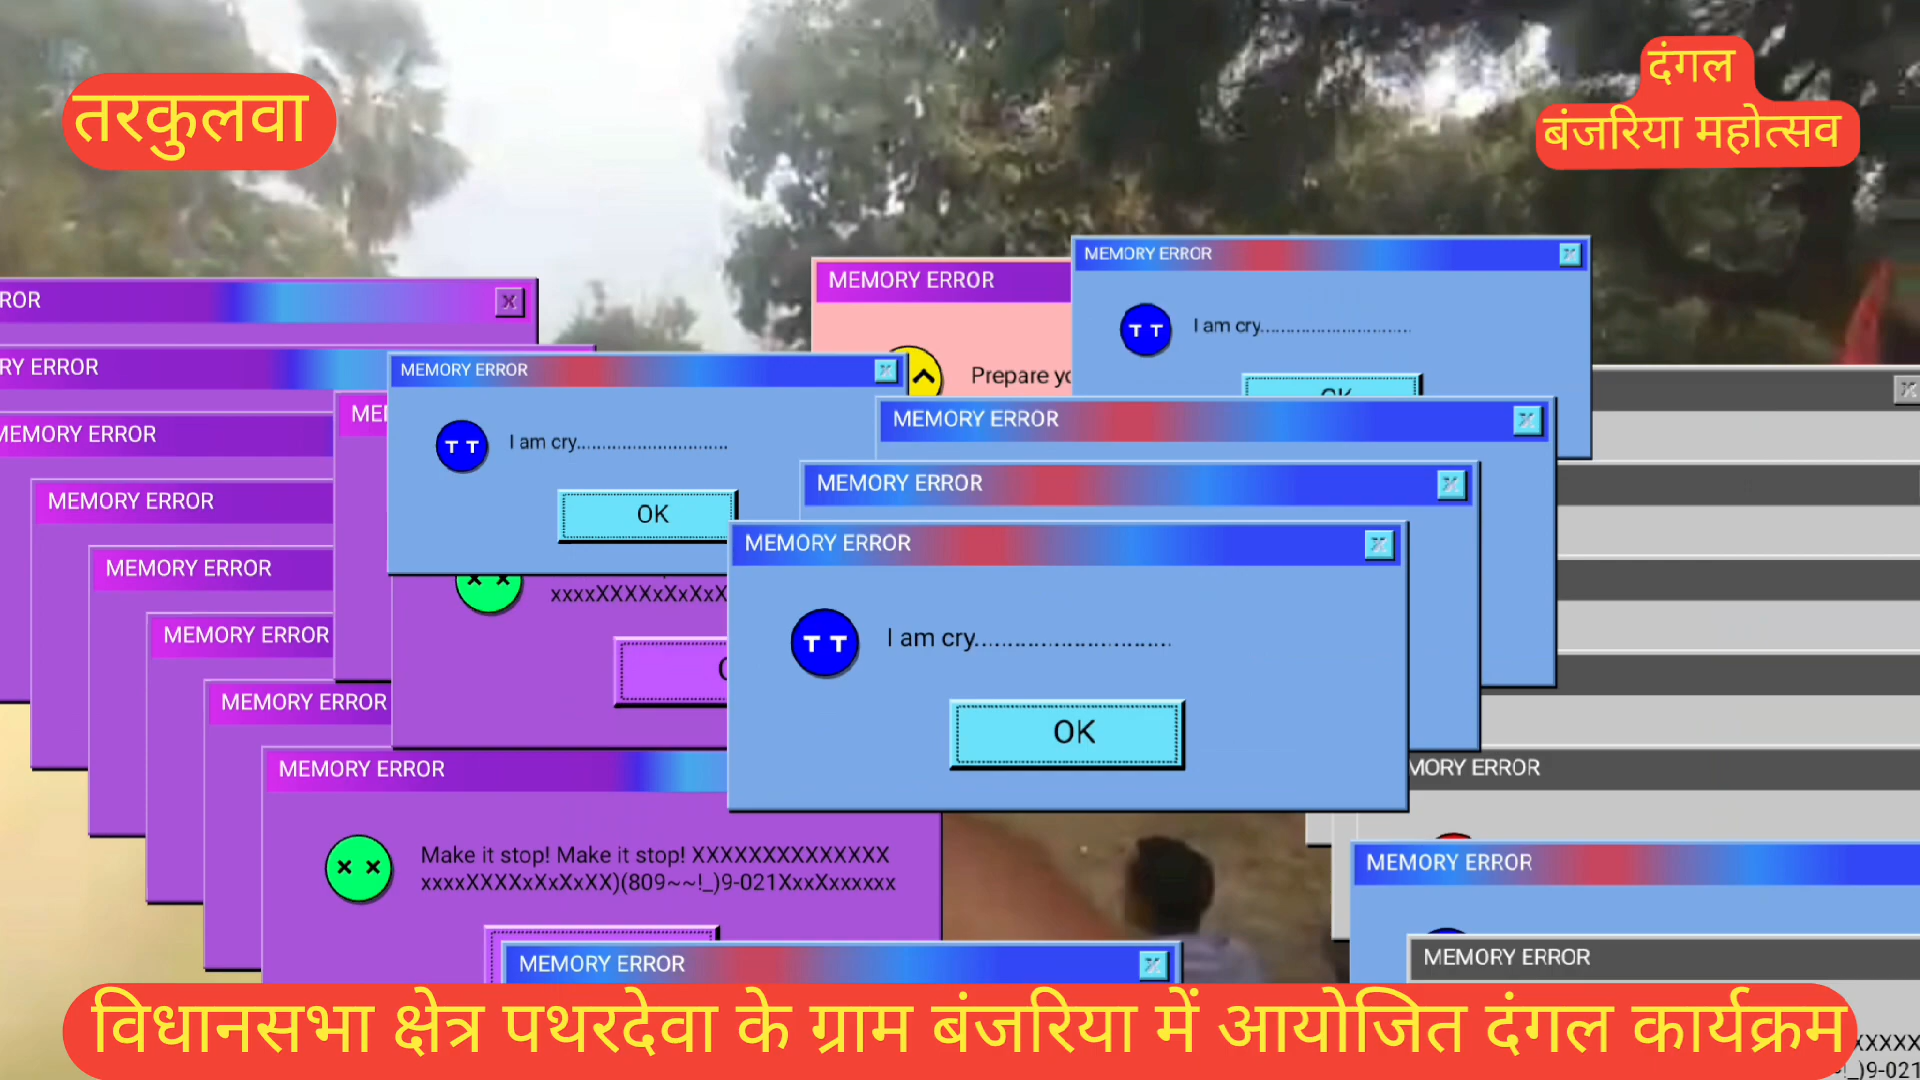 तरकुलवा
दंगल
बंजरिया महोत्सव
MEMORY ERROR
I am cry............................
MEMORY ERROR
Prepare
ROR
RY ERROR
MEMORY ERROR
I am cry............................
OK
MEMORY ERROR
MEMORY ERROR
MEMORY ERROR
MEMORY ERROR
MEMORY ERROR
I am cry............................
OK
xxxxXXXXxXxXxX
MEMORY ERROR
MEMORY ERROR
MEMORY ERROR
MEMORY ERROR
Make it stop! Make it stop! XXXXXXXXXXXXXX
xxxxXXXXxXxXxXX)(809~~!_)9-021XxxXxxxxxx
MORY ERROR
MEMORY ERROR
MEMORY ERROR
MEMORY ERROR
विधानसभा क्षेत्र पथरदेवा के ग्राम बंजरिया में आयोजित दंगल कार्यक्रम